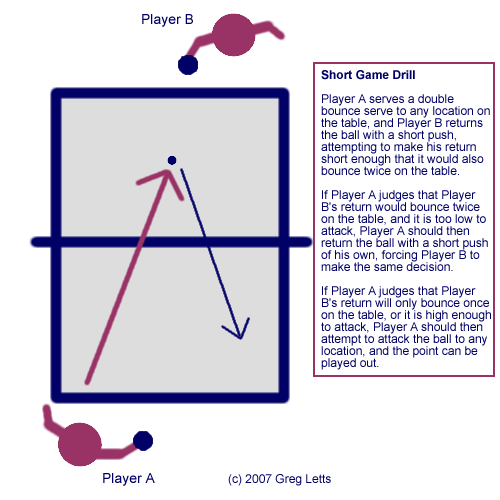 Player B
Short Game Drill
Player A serves a double
bounce serve to any location on
the table, and Player B returns
the ball with a short push,
attempting to make his return
short enough that it would also
bounce twice on the table.
If Player A judges that Player
B's return would bounce twice
on the table, and it is too low to
attack, Player A should then
return the ball with a short push
of his own, forcing Player B to
make the same decision.
If Player A judges that Player
B's return will only bounce once
on the table, or it is high enough
to attack, Player A should then
attempt to attack the ball to any
location, and the point can be
played out.
Player A
(c) 2007 Greg Letts